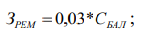 З_РЕМ = 0,03*С_БАЛ ;